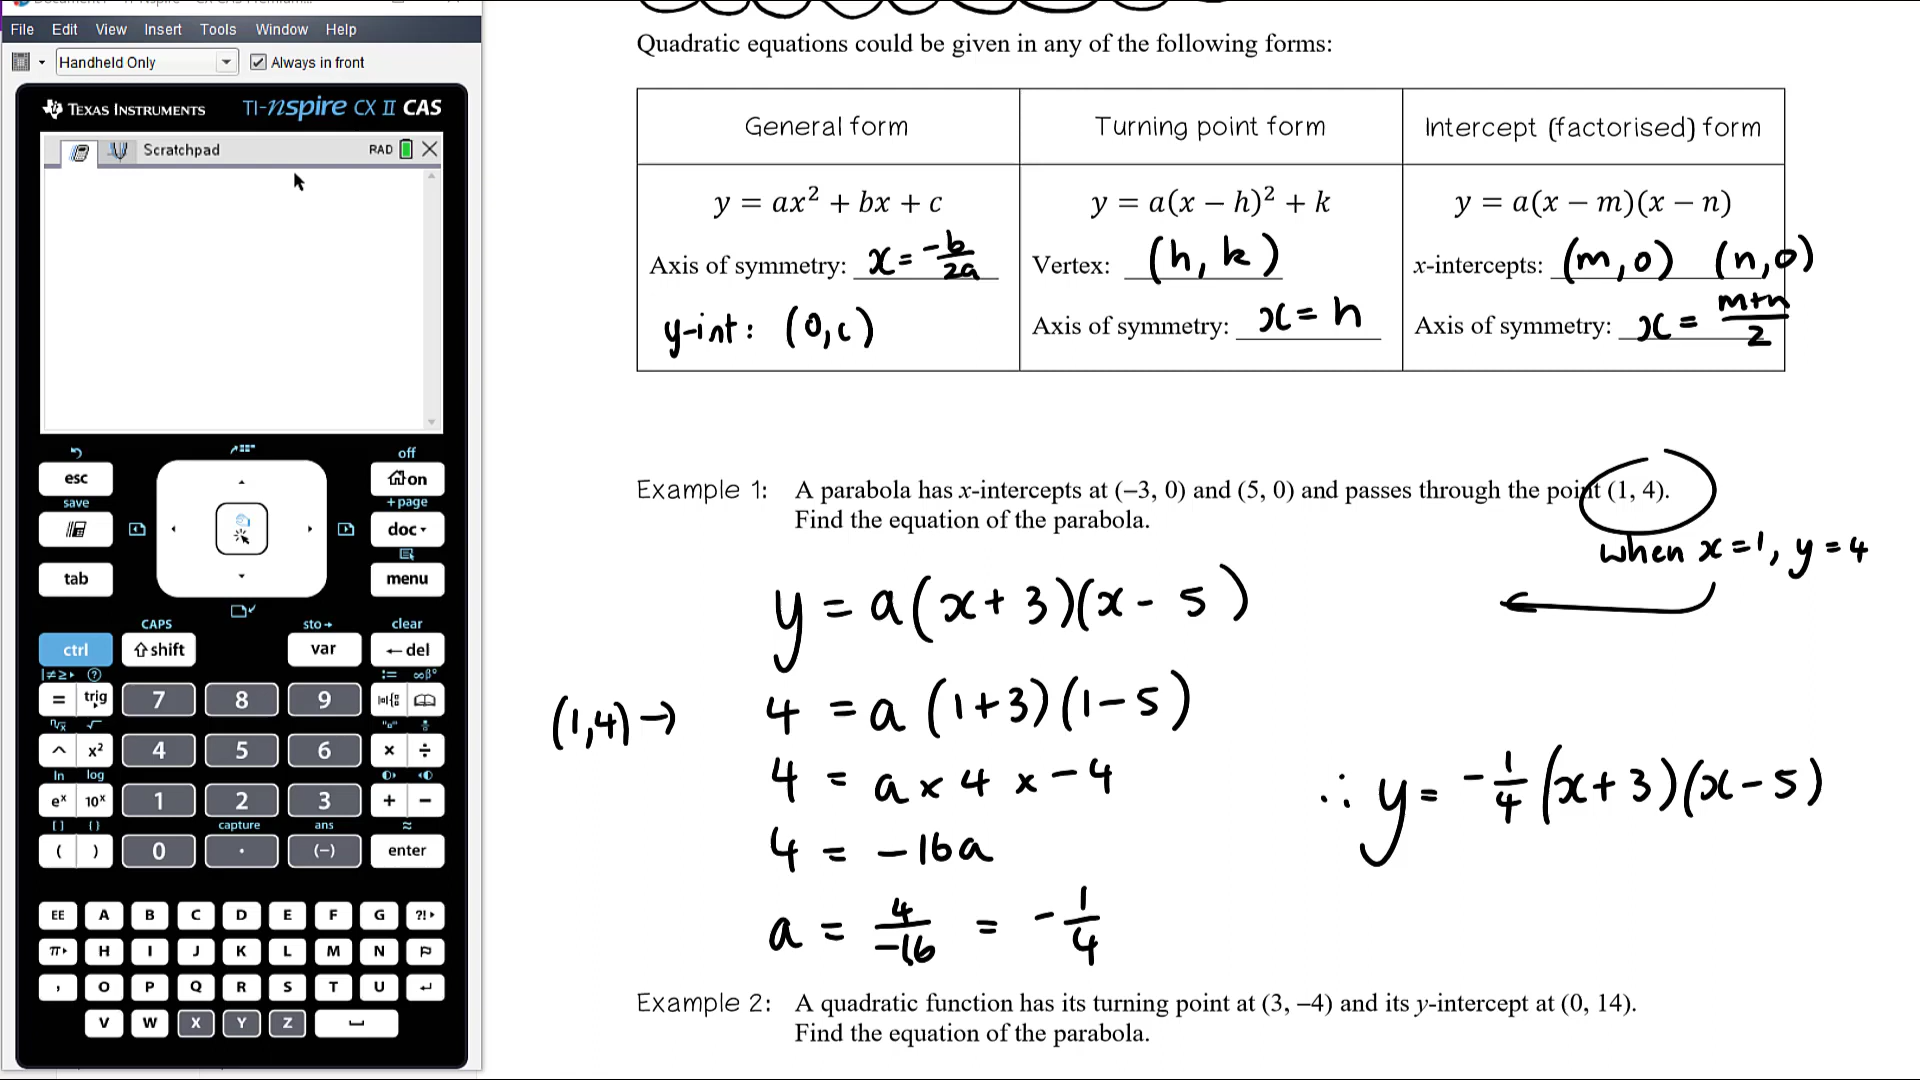 File Edit View Insert Tools Window Help
Handheld Only Always in front
TEXAS INSTRUMENTS TI-nspire CX II CAS
Scratchpad RAD
off
esc on
save +page
doc
tab menu
CAPS sto→ clear
ctrl shift var ←del
= trig 7 8 9
^ x² 4 5 6 × ÷
ln log
eˣ 10ˣ 1 2 3 + −
[] {} capture ans ≈
( ) 0 . (−) enter
EE A B C D E F G ?!▸
π▸ H I J K L M N
, O P Q R S T U
V W X Y Z
Quadratic equations could be given in any of the following forms:
General form
y = ax² + bx + c
Axis of symmetry: x = -b/2a
y-int: (0,c)
Turning point form
y = a(x − h)² + k
Vertex: (h, k)
Axis of symmetry: x = h
Intercept (factorised) form
y = a(x − m)(x − n)
x-intercepts: (m,0) (n,0)
Axis of symmetry: x = m+n/2
Example 1: A parabola has x-intercepts at (−3, 0) and (5, 0) and passes through the point (1, 4).
Find the equation of the parabola.
when x=1, y=4
y = a(x+3)(x-5)
(1,4)→ 4 = a(1+3)(1-5)
4 = a×4×-4
4 = -16a
a = 4/-16 = -1/4
∴ y = -1/4(x+3)(x-5)
Example 2: A quadratic function has its turning point at (3, −4) and its y-intercept at (0, 14).
Find the equation of the parabola.